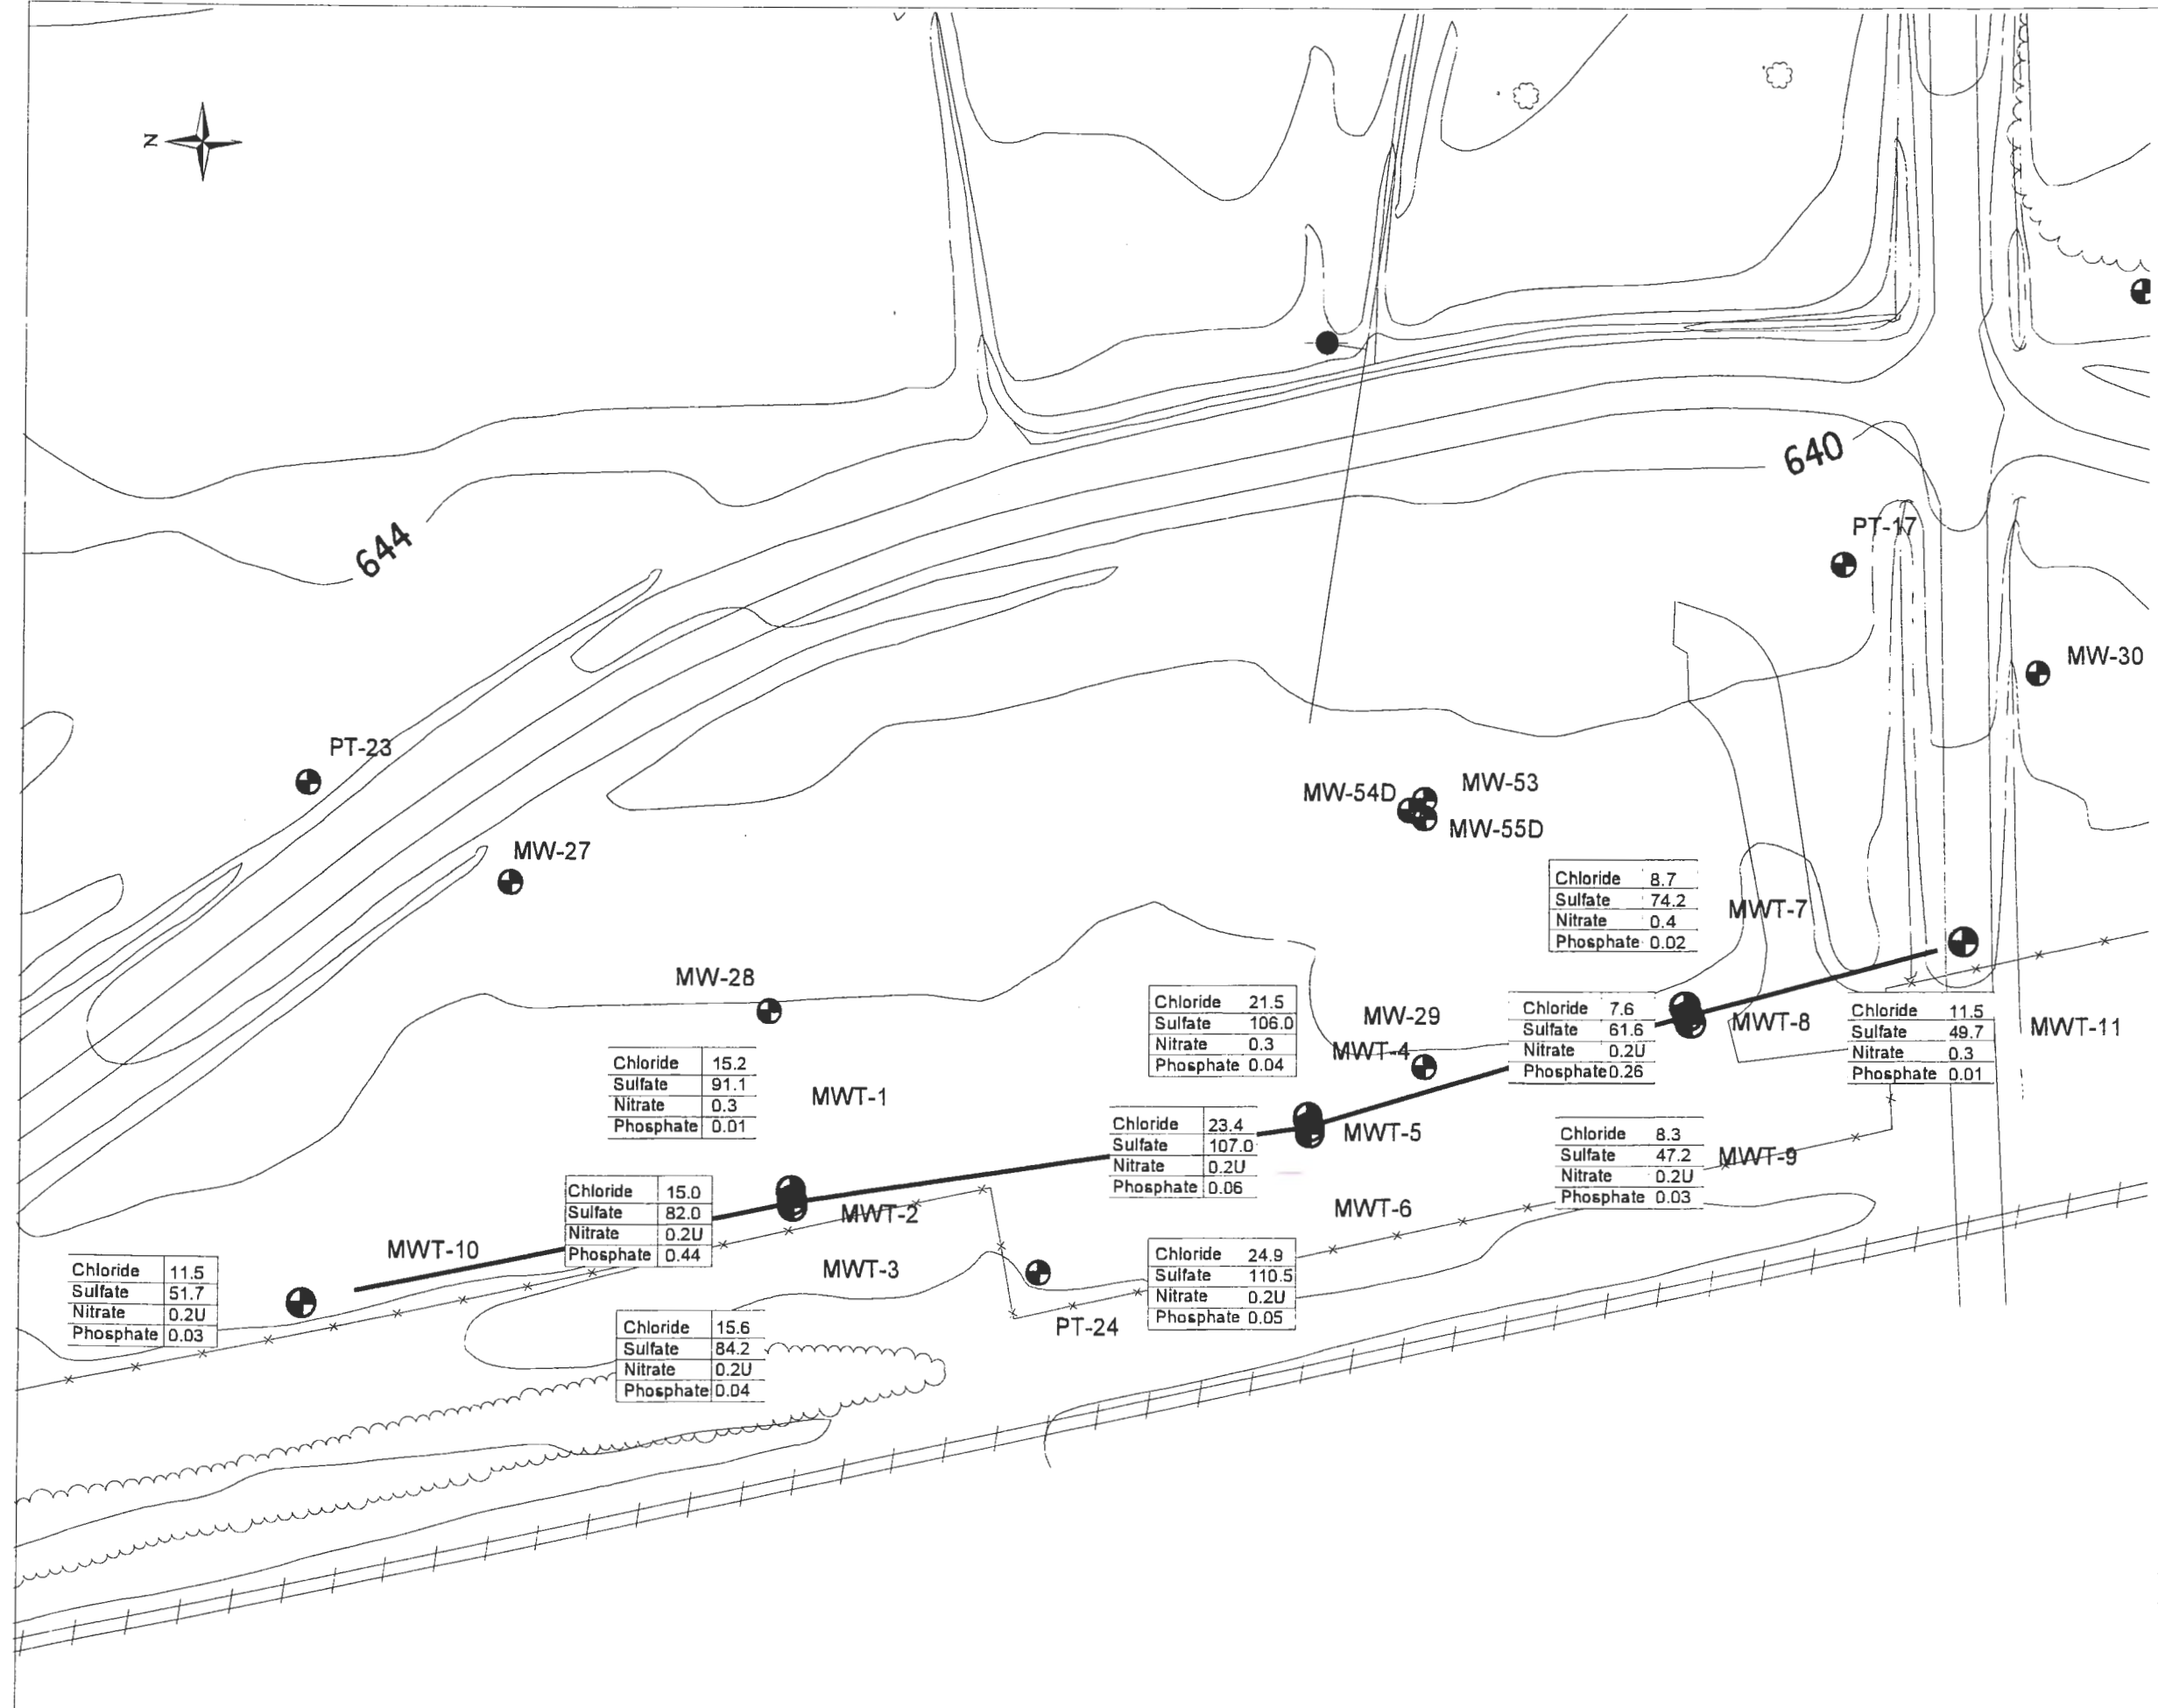 N
640
PT-17
644
MW-30
PT-23
MW-53
MW-54D
MW-55D
MW-27
Chloride 8.7
Sulfate 74.2
Nitrate 0.4
Phosphate 0.02
MWT-7
MW-28
Chloride 21.5
Sulfate 106.0
Nitrate 0.3
Phosphate 0.04
MW-29
MWT-4
Chloride 7.6
Sulfate 61.6
Nitrate 0.2U
Phosphate 0.26
MWT-8
Chloride 11.5
Sulfate 49.7
Nitrate 0.3
Phosphate 0.01
MWT-11
Chloride 15.2
Sulfate 91.1
Nitrate 0.3
Phosphate 0.01
MWT-1
Chloride 23.4
Sulfate 107.0
Nitrate 0.2U
Phosphate 0.06
MWT-5
Chloride 8.3
Sulfate 47.2
Nitrate 0.2U
Phosphate 0.03
MWT-9
Chloride 15.0
Sulfate 82.0
Nitrate 0.2U
Phosphate 0.44
MWT-2
MWT-6
MWT-10
Chloride 11.5
Sulfate 51.7
Nitrate 0.2U
Phosphate 0.03
MWT-3
Chloride 24.9
Sulfate 110.5
Nitrate 0.2U
Phosphate 0.05
PT-24
Chloride 15.6
Sulfate 84.2
Nitrate 0.2U
Phosphate 0.04